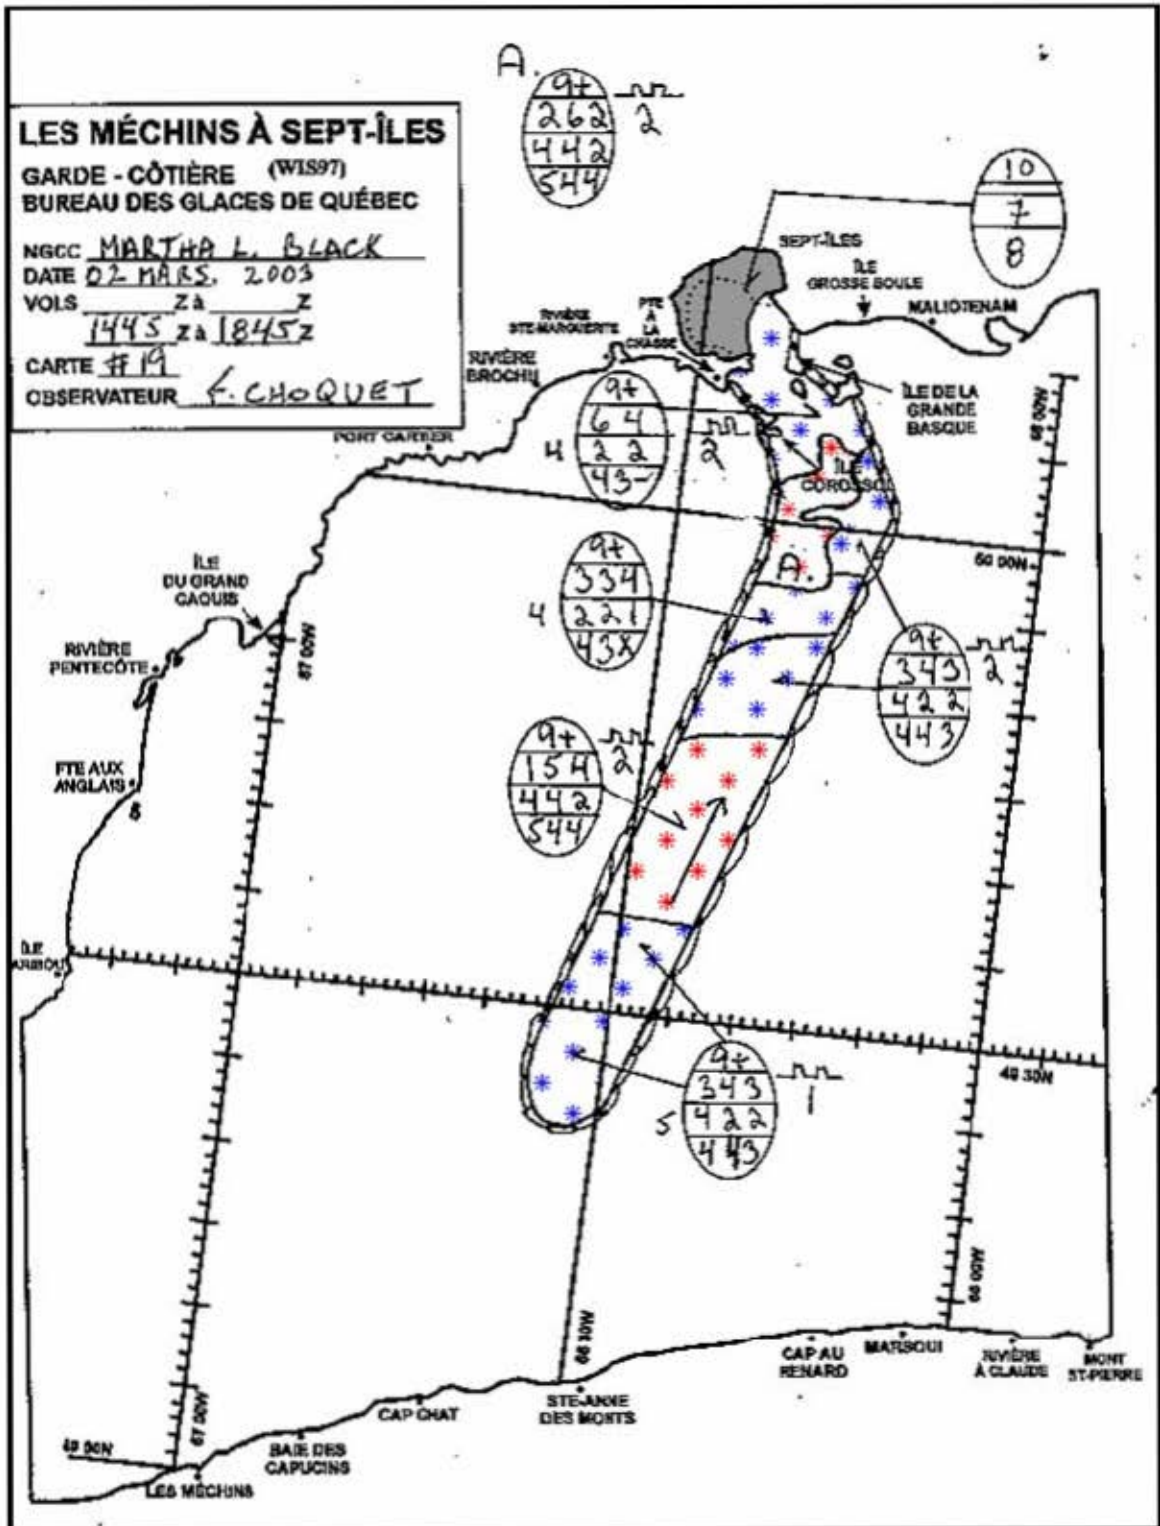 A.
9+
262 2
442
544
LES MÉCHINS À SEPT-ÎLES
GARDE - CÔTIÈRE (WIS97)
BUREAU DES GLACES DE QUÉBEC
NGCC MARTHA L. BLACK
DATE 02 MARS. 2003
VOLS Z à Z
1445 Z à 1845 Z
CARTE #19
OBSERVATEUR F. CHOQUET
10
7
8
SEPT-ÎLES
ÎLE
GROSSE BOULE
MALIOTENAM
PTE
À
LA
CHASSE
RIVIÈRE
STE-MARGUERITE
RIVIÈRE
BROCHU
ÎLE DE LA
GRANDE
BASQUE
PORT CARTIER
9+
64
4 22 2
43-
ÎLE
COROSSOL
50 00N
A.
9+
334
4 221
43X
ÎLE
DU GRAND
CAOUIS
67 00W
RIVIÈRE
PENTECÔTE
9+
343 2
422
443
PTE AUX
ANGLAIS
9+
154 2
442
544
ÎLE
49 30N
9+
343 1
5 422
443
66 00W
66 30W
CAP AU
RENARD
MARSOUI
RIVIÈRE
À CLAUDE
MONT
ST-PIERRE
STE-ANNE
DES MONTS
CAP CHAT
67 00W
BAIE DES
CAPUCINS
49 00N
LES MÉCHINS